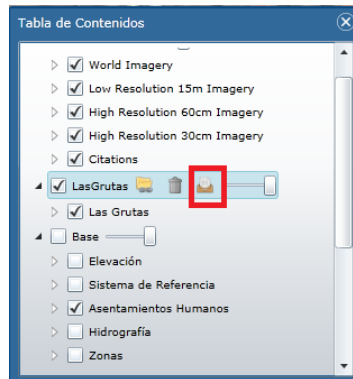 Tabla de Contenidos
World Imagery
Low Resolution 15m Imagery
High Resolution 60cm Imagery
High Resolution 30cm Imagery
Citations
LasGrutas
Las Grutas
Base
Elevación
Sistema de Referencia
Asentamientos Humanos
Hidrografía
Zonas